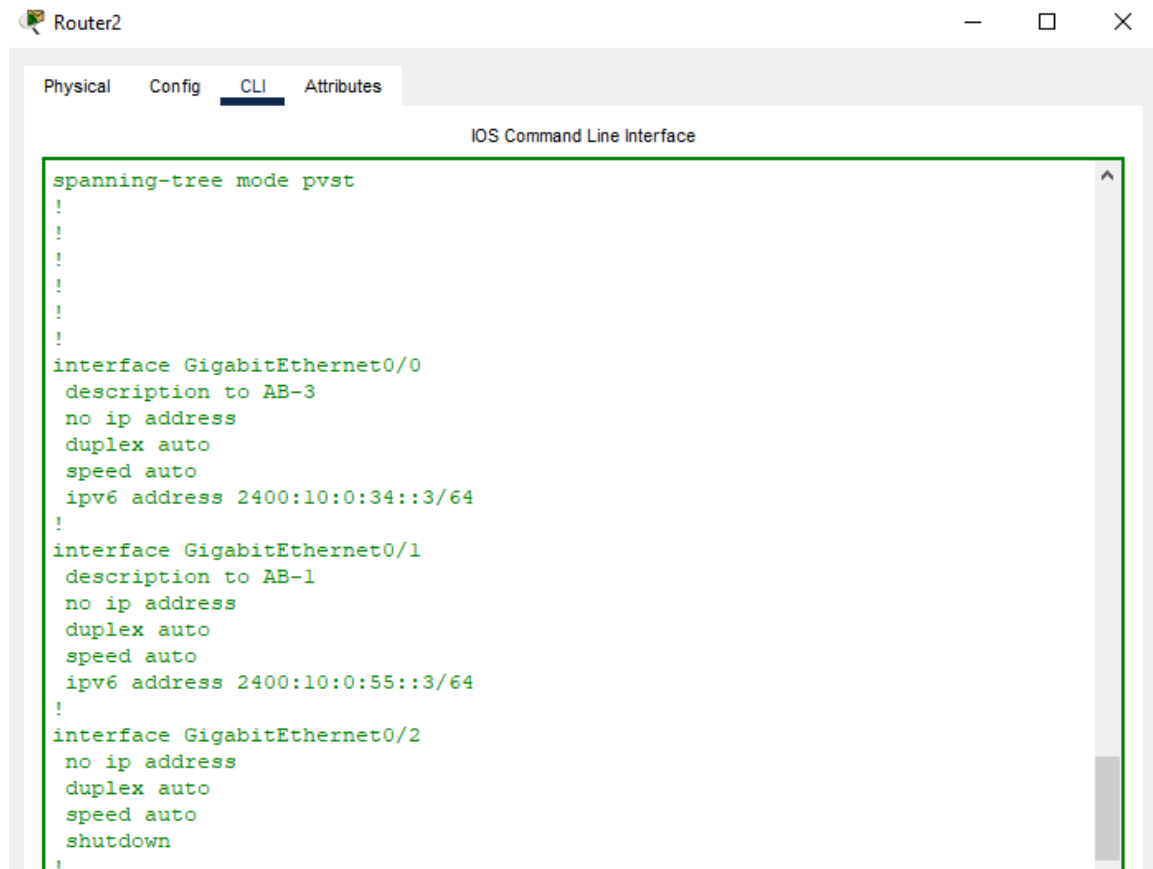 Router2
Physical Config CLI Attributes
IOS Command Line Interface
spanning-tree mode pvst
!
!
!
!
!
!
interface GigabitEthernet0/0
 description to AB-3
 no ip address
 duplex auto
 speed auto
 ipv6 address 2400:10:0:34::3/64
!
interface GigabitEthernet0/1
 description to AB-1
 no ip address
 duplex auto
 speed auto
 ipv6 address 2400:10:0:55::3/64
!
interface GigabitEthernet0/2
 no ip address
 duplex auto
 speed auto
 shutdown
!